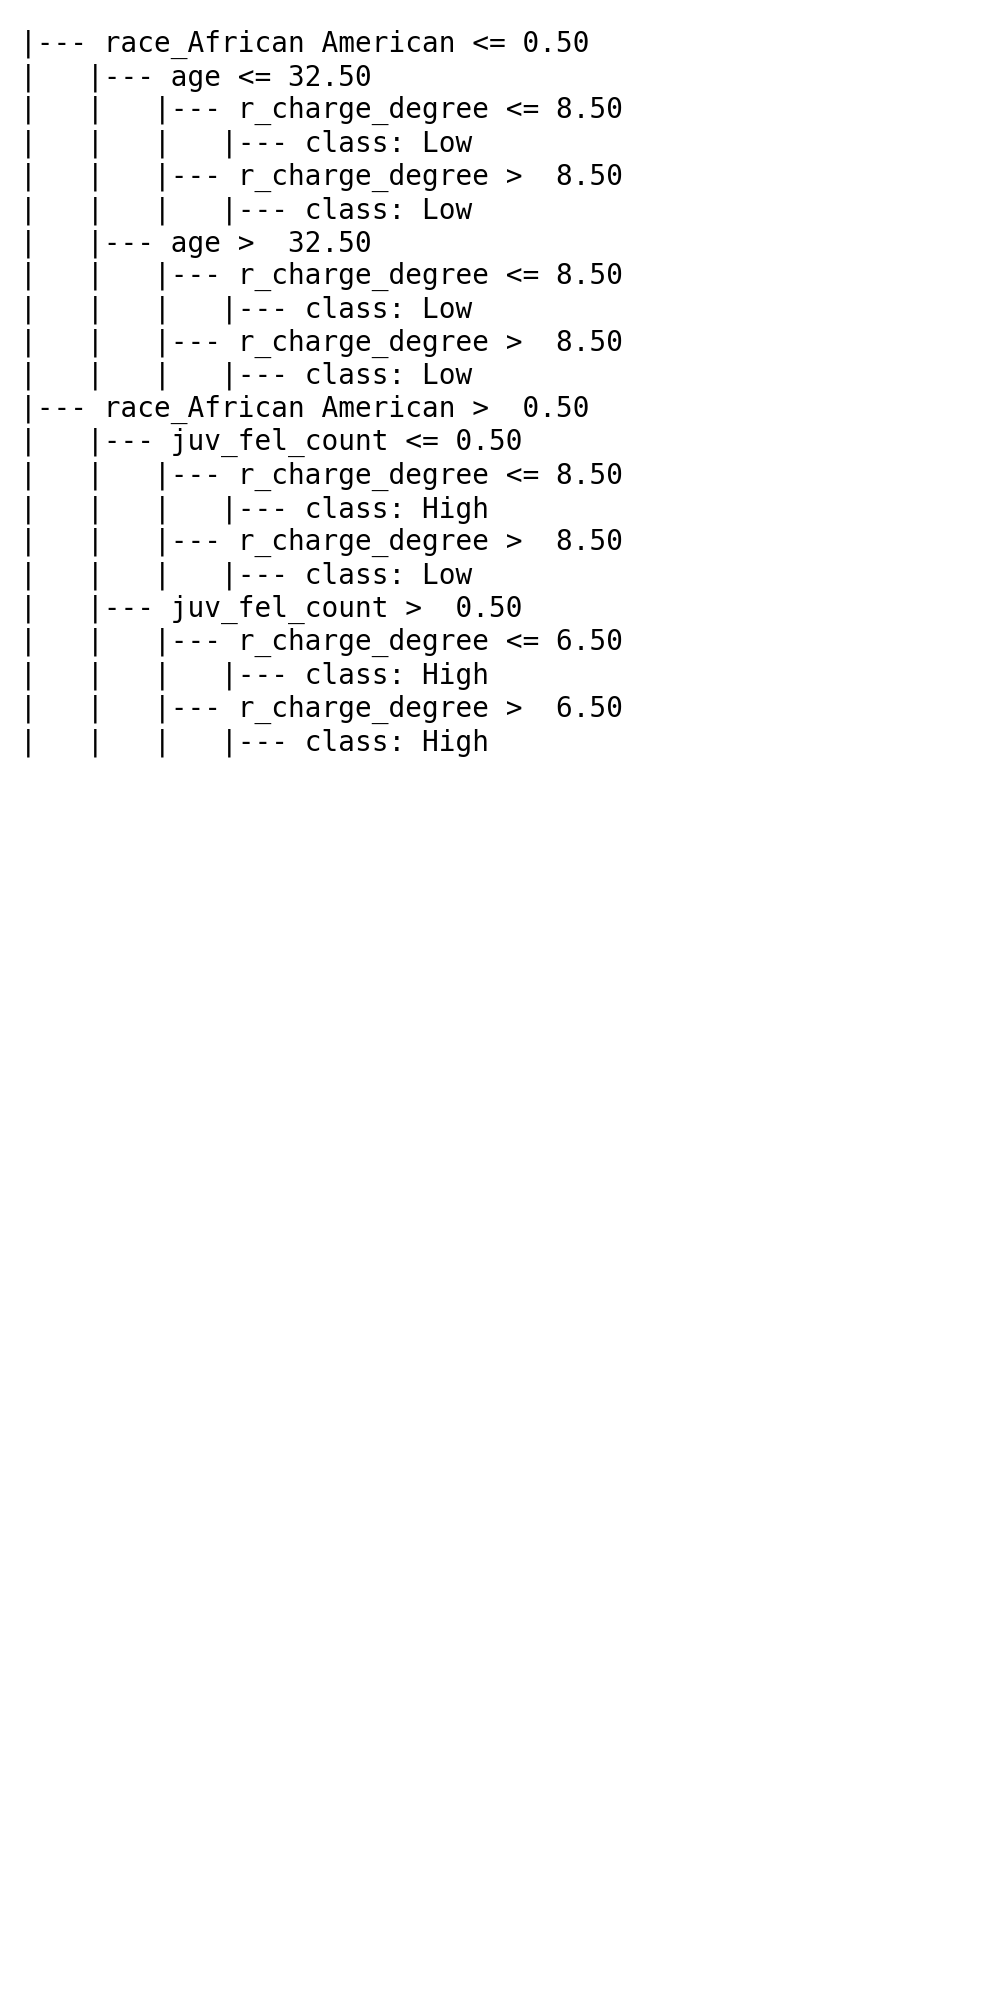 |--- race_African American <= 0.50
|   |--- age <= 32.50
|   |   |--- r_charge_degree <= 8.50
|   |   |   |--- class: Low
|   |   |--- r_charge_degree >  8.50
|   |   |   |--- class: Low
|   |--- age >  32.50
|   |   |--- r_charge_degree <= 8.50
|   |   |   |--- class: Low
|   |   |--- r_charge_degree >  8.50
|   |   |   |--- class: Low
|--- race_African American >  0.50
|   |--- juv_fel_count <= 0.50
|   |   |--- r_charge_degree <= 8.50
|   |   |   |--- class: High
|   |   |--- r_charge_degree >  8.50
|   |   |   |--- class: Low
|   |--- juv_fel_count >  0.50
|   |   |--- r_charge_degree <= 6.50
|   |   |   |--- class: High
|   |   |--- r_charge_degree >  6.50
|   |   |   |--- class: High